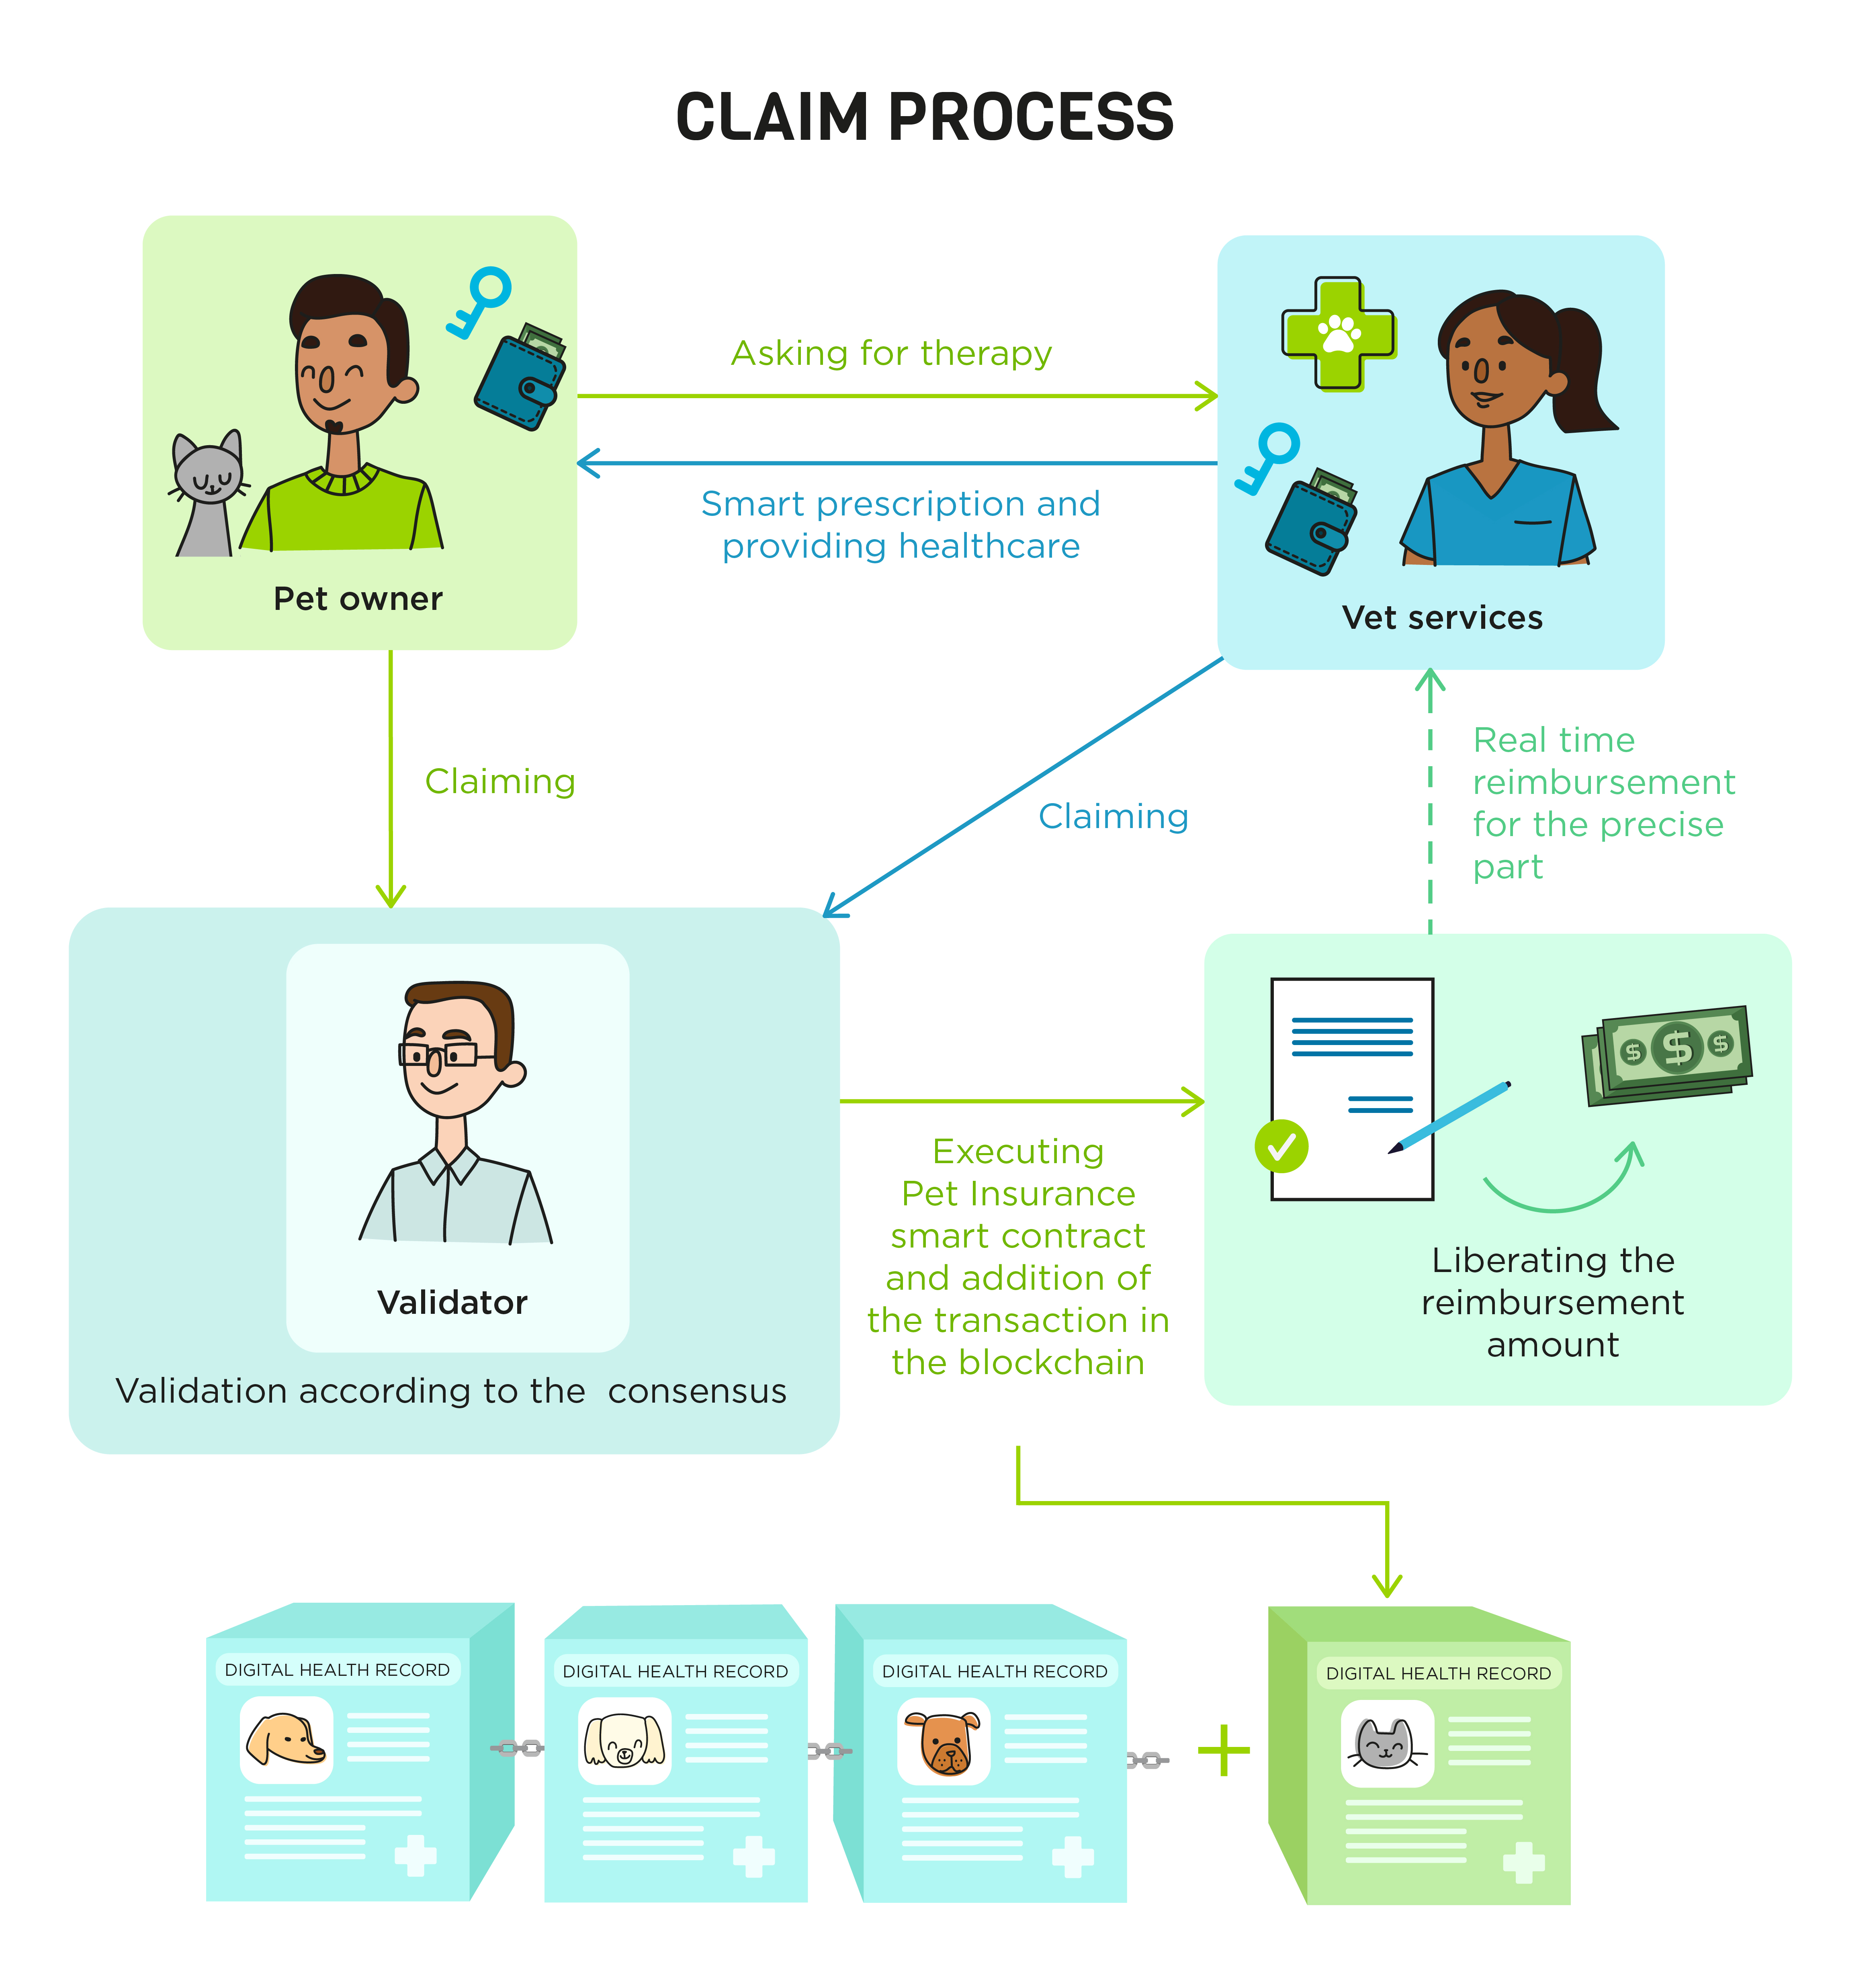 CLAIM PROCESS
Asking for therapy
Smart prescription and
providing healthcare
Pet owner
Vet services
Claiming
Claiming
Real time
reimbursement
for the precise
part
Validator
Validation according to the consensus
Executing
Pet Insurance
smart contract
and addition of
the transaction in
the blockchain
$ $ $
Liberating the
reimbursement
amount
DIGITAL HEALTH RECORD
DIGITAL HEALTH RECORD
DIGITAL HEALTH RECORD
+
DIGITAL HEALTH RECORD